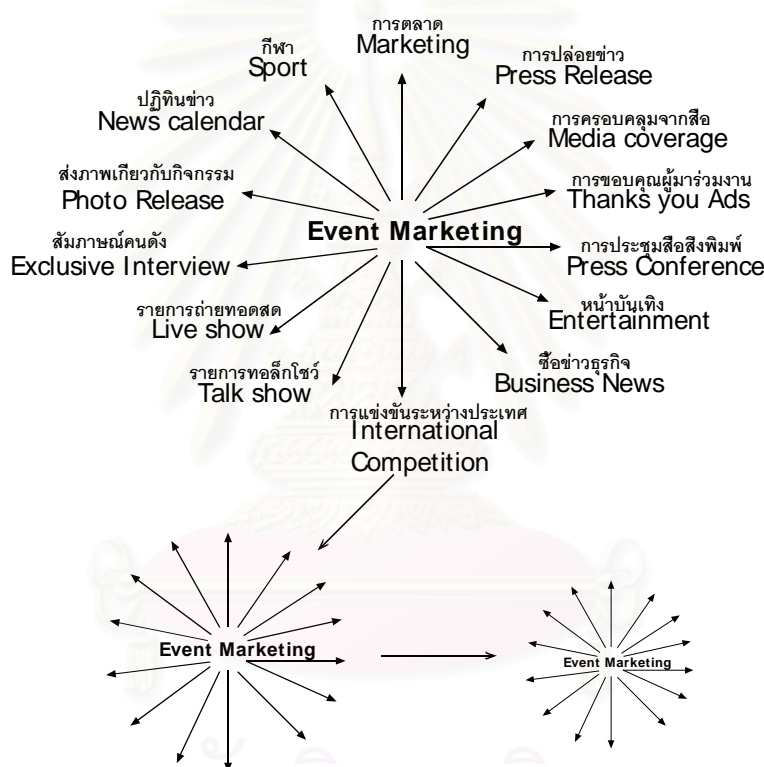 การตลาด
Marketing
กีฬา
Sport
การปล่อยข่าว
Press Release
ปฏิทินข่าว
News calendar
การครอบคลุมจากสือ
Media coverage
ส่งภาพเกียวกับกิจกรรม
Photo Release
การขอบคุณผู้มาร่วมงาน
Thanks you Ads
Event Marketing
สัมภาษณ์คนดัง
Exclusive Interview
การประชุมสือสิงพิมพ์
Press Conference
รายการถ่ายทอดสด
Live show
หน้าบันเทิง
Entertainment
รายการทอล็กโชว์
Talk show
ซือข่าวธุรกิจ
Business News
การแข่งขันระหว่างประเทศ
International
Competition
Event Marketing
Event Marketing